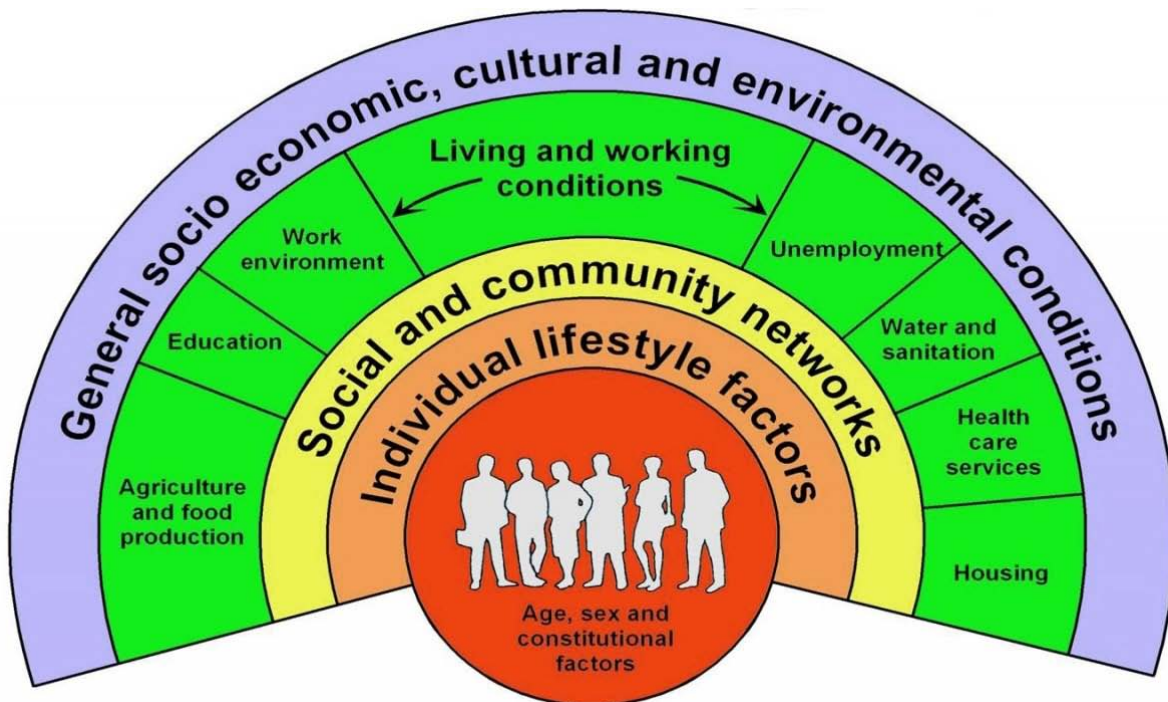 General socio economic, cultural and environmental conditions
Living and working
conditions
Work
environment
Education
Agriculture
and food
production
Unemployment
Water and
sanitation
Health
care
services
Housing
Social and community networks
Individual lifestyle factors
Age, sex and
constitutional
factors